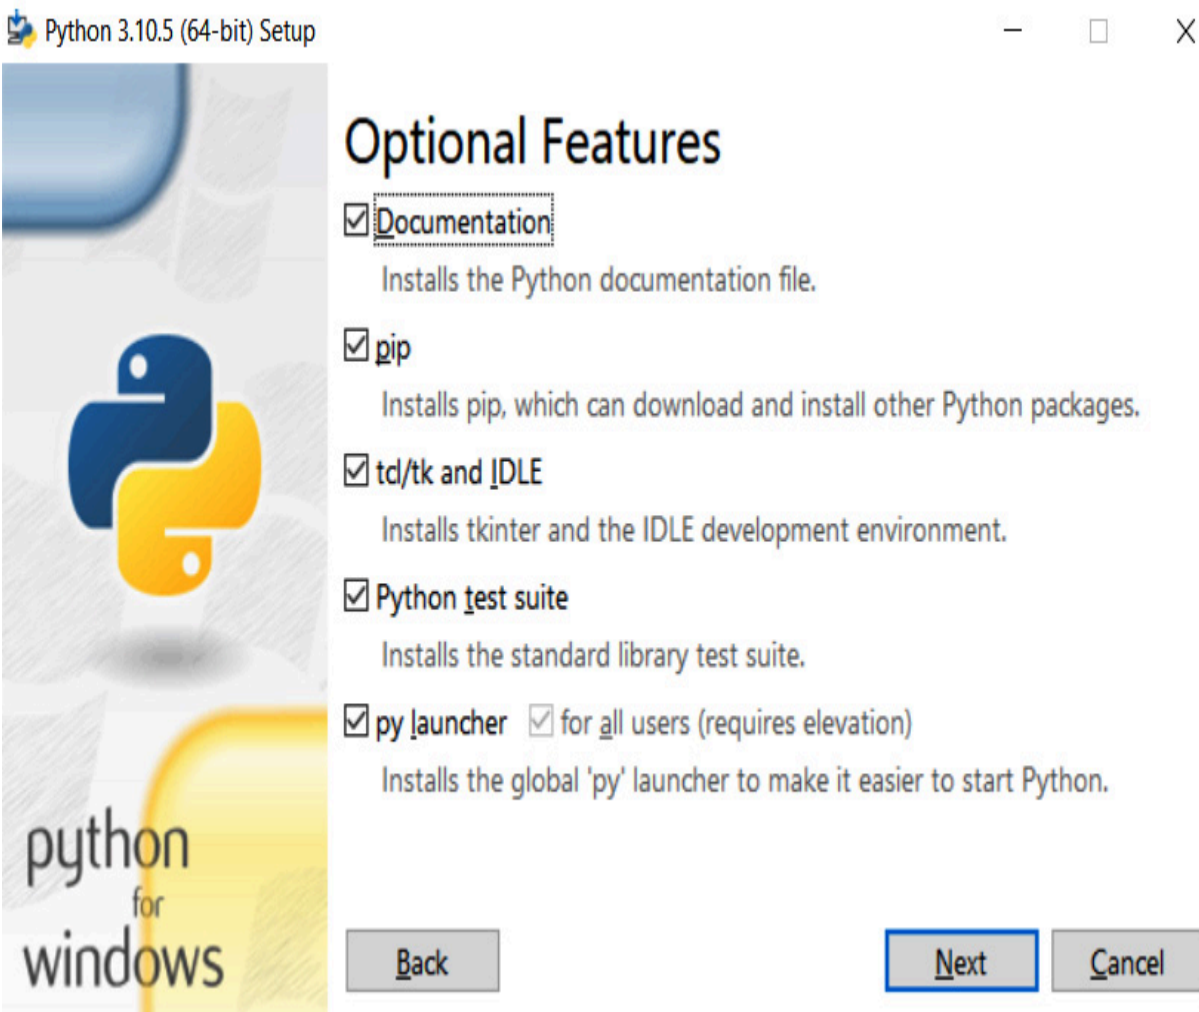 Python 3.10.5 (64-bit) Setup
Optional Features
Documentation
Installs the Python documentation file.
pip
Installs pip, which can download and install other Python packages.
tcl/tk and IDLE
Installs tkinter and the IDLE development environment.
Python test suite
Installs the standard library test suite.
py launcher for all users (requires elevation)
Installs the global 'py' launcher to make it easier to start Python.
python
for
windows
Back Next Cancel